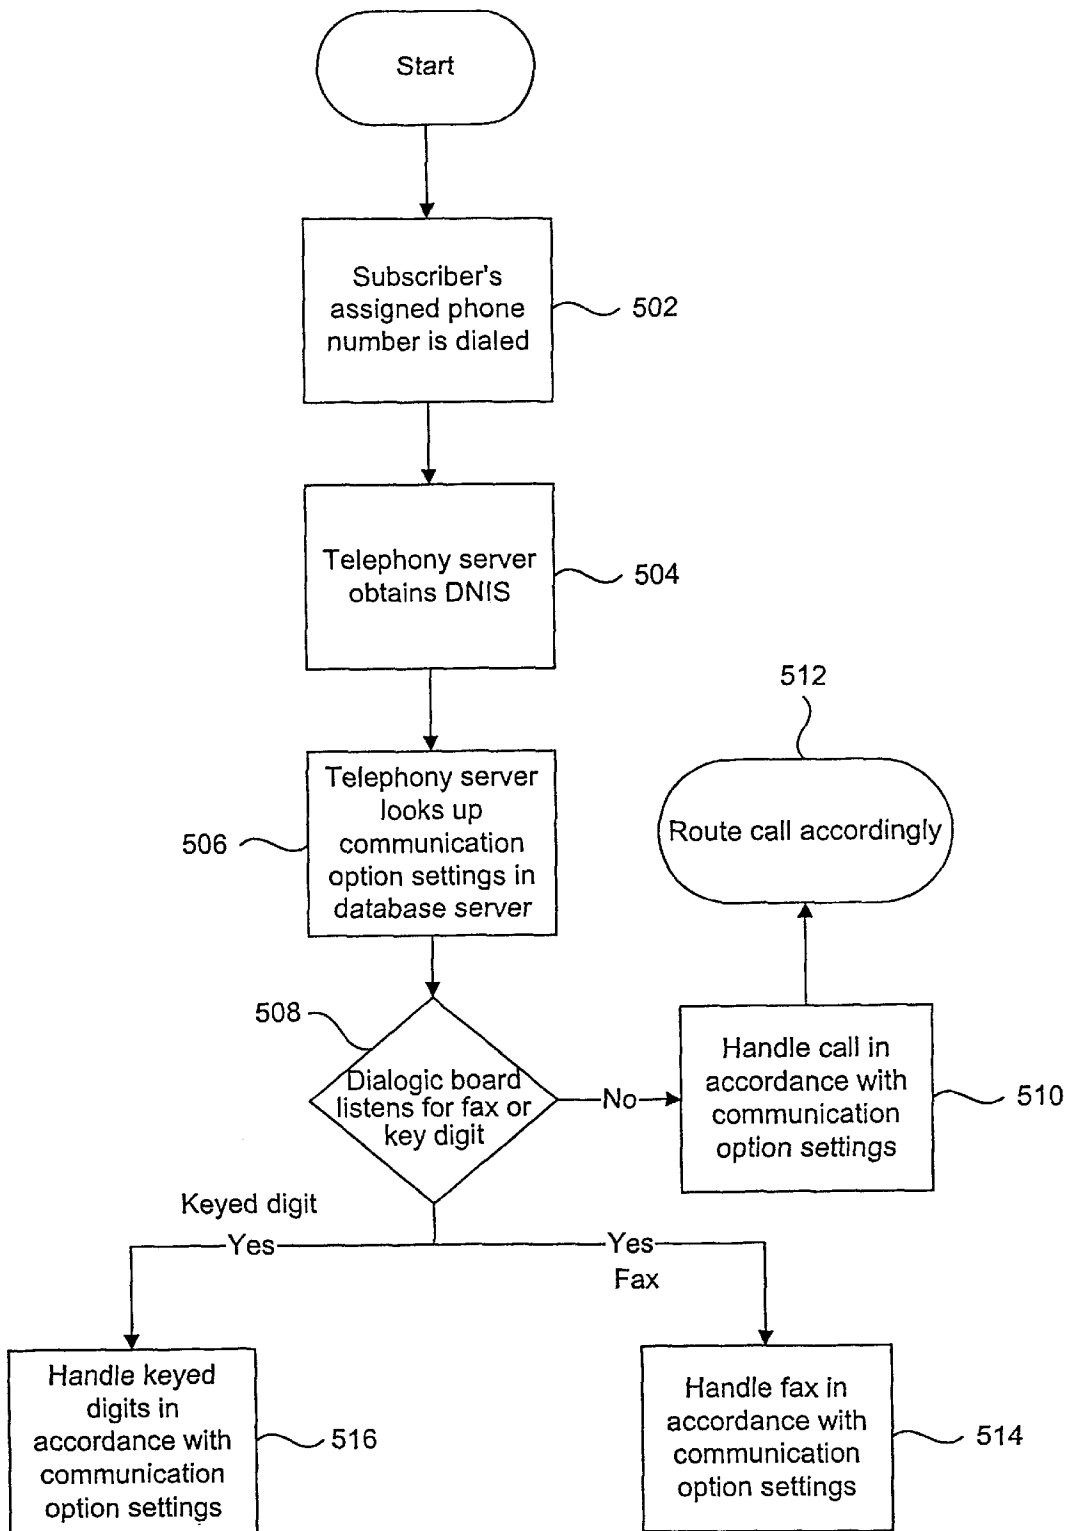 Start
Subscriber's
assigned phone
number is dialed
502
Telephony server
obtains DNIS
504
512
Telephony server
looks up
communication
option settings in
database server
506
Route call accordingly
508
Dialogic board
listens for fax or
key digit
No
Handle call in
accordance with
communication
option settings
510
Keyed digit
Yes
Yes
Fax
Handle keyed
digits in
accordance with
communication
option settings
516
Handle fax in
accordance with
communication
option settings
514